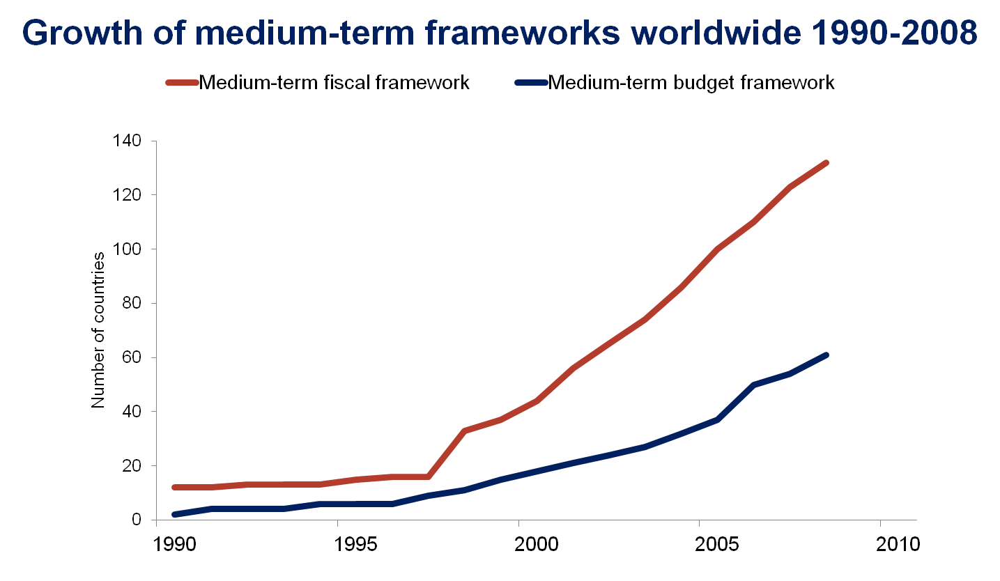 Growth of medium-term frameworks worldwide 1990-2008
Medium-term fiscal framework Medium-term budget framework
Number of countries
140
120
100
80
60
40
20
0
1990 1995 2000 2005 2010